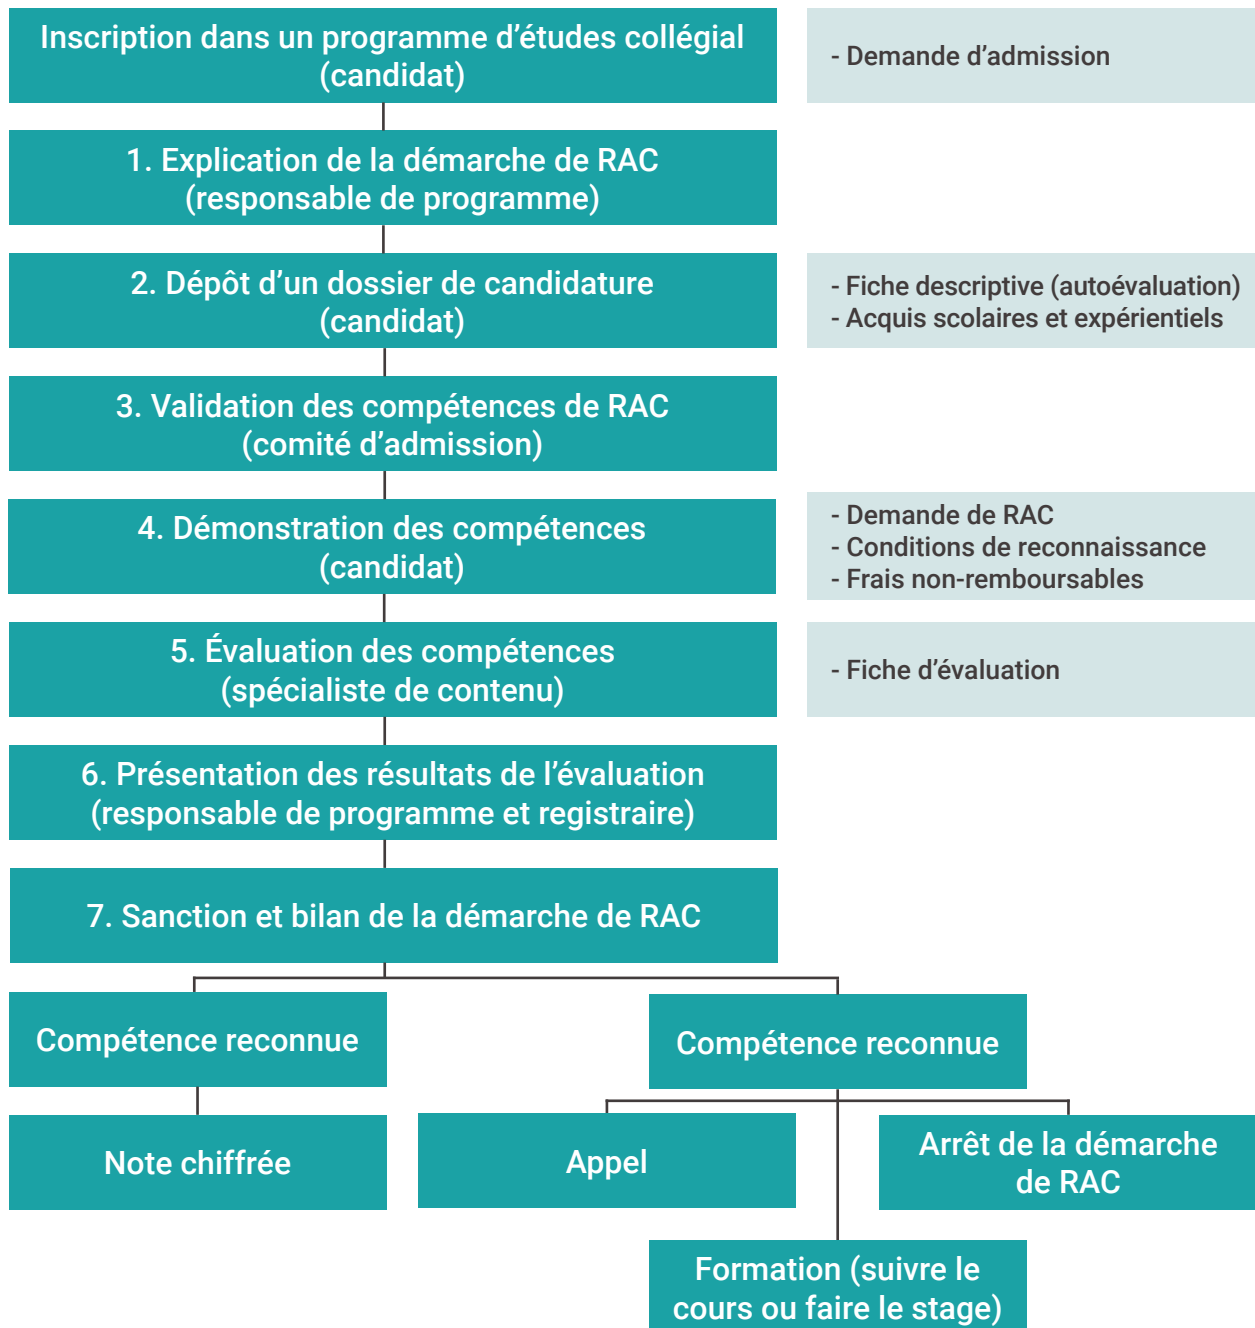 Inscription dans un programme d’études collégial
(candidat)
- Demande d’admission
1. Explication de la démarche de RAC
(responsable de programme)
2. Dépôt d’un dossier de candidature
(candidat)
- Fiche descriptive (autoévaluation)
- Acquis scolaires et expérientiels
3. Validation des compétences de RAC
(comité d’admission)
4. Démonstration des compétences
(candidat)
- Demande de RAC
- Conditions de reconnaissance
- Frais non-remboursables
5. Évaluation des compétences
(spécialiste de contenu)
- Fiche d’évaluation
6. Présentation des résultats de l’évaluation
(responsable de programme et registraire)
7. Sanction et bilan de la démarche de RAC
Compétence reconnue
Compétence reconnue
Note chiffrée
Appel
Arrêt de la démarche
de RAC
Formation (suivre le
cours ou faire le stage)